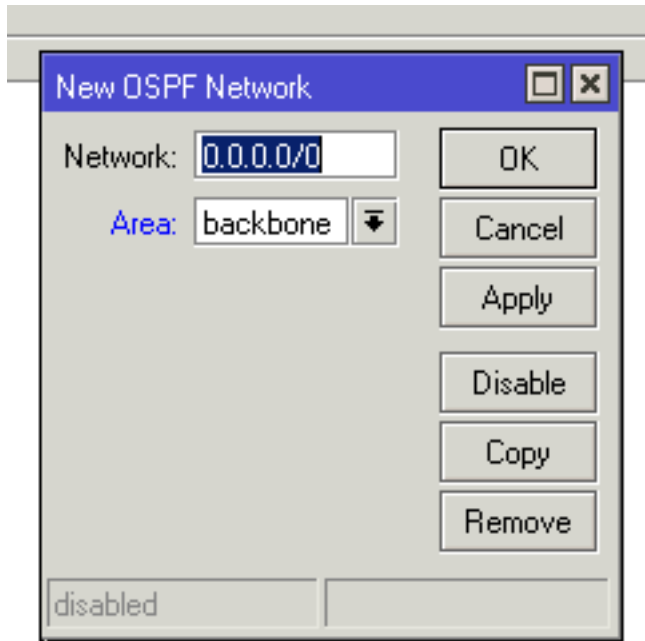 New OSPF Network
Network: 0.0.0.0/0
OK
Area: backbone
Cancel
Apply
Disable
Copy
Remove
disabled